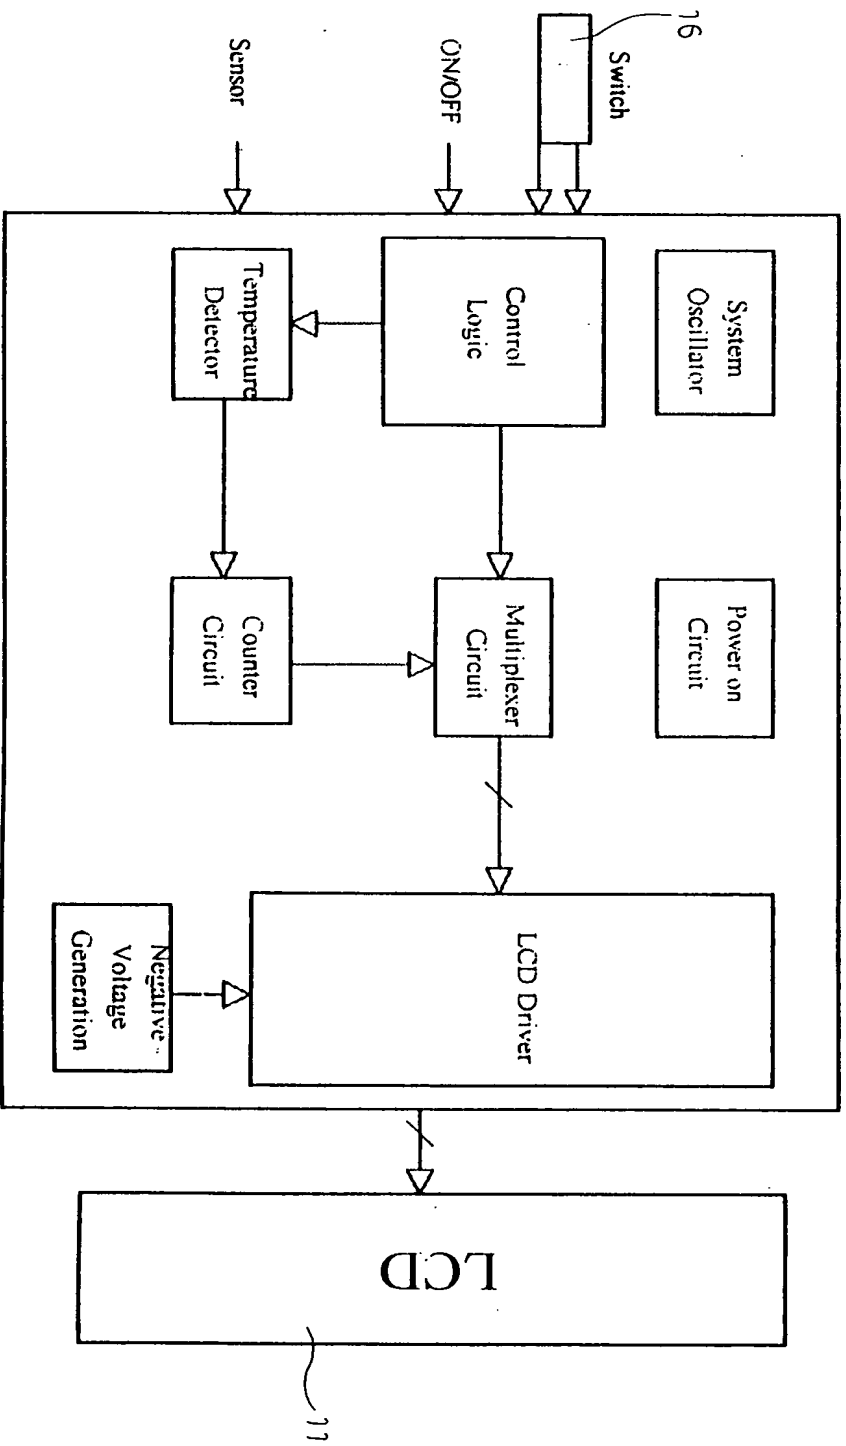 16
Switch
ON/OFF
Sensor
System
Oscillator
Control
Logic
Temperature
Detector
Power on
Circuit
Multiplexer
Circuit
Counter
Circuit
LCD Driver
Negative
Voltage
Generation
LCD
11